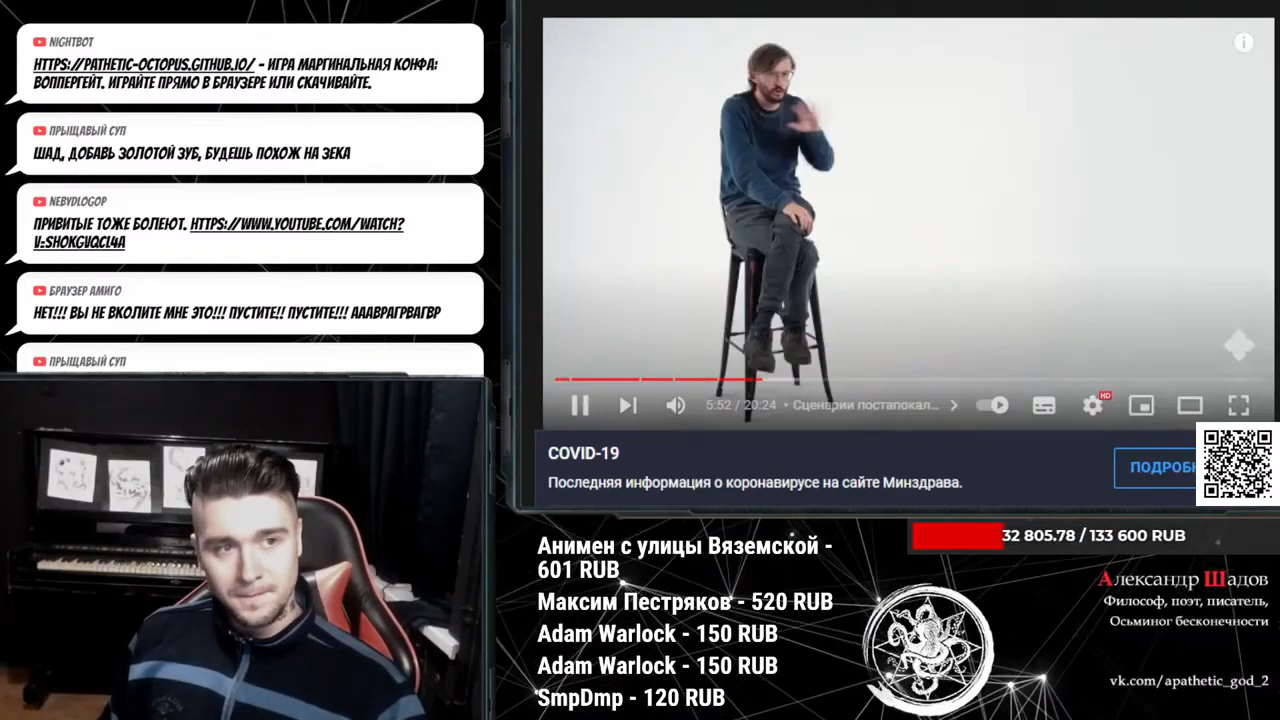 NIGHTBOT
HTTPS://PATHETIC-OCTOPUS.GITHUB.IO/ - ИГРА МАРГИНАЛЬНАЯ КОНФА:
ВОППЕРГЕЙТ. ИГРАЙТЕ ПРЯМО В БРАУЗЕРЕ ИЛИ СКАЧИВАЙТЕ.
ПРЫЩАВЫЙ СУП
ШАД, ДОБАВЬ ЗОЛОТОЙ ЗУБ, БУДЕШЬ ПОХОЖ НА ЗЕКА
NEBYDLOGOP
ПРИВИТЫЕ ТОЖЕ БОЛЕЮТ. HTTPS://WWW.YOUTUBE.COM/WATCH?
V=SHOKGVQCL4A
БРАУЗЕР АМИГО
НЕТ!!! ВЫ НЕ ВКОЛИТЕ МНЕ ЭТО!!! ПУСТИТЕ!! ПУСТИТЕ!!! АААВРАГРВАГВР
ПРЫЩАВЫЙ СУП
5:52 / 20:24 • Сценарии постапокал...
HD
COVID-19
Последняя информация о коронавирусе на сайте Минздрава.
ПОДРОБН
32 805.78 / 133 600 RUB
Анимен с улицы Вяземской -
601 RUB
Максим Пестряков - 520 RUB
Adam Warlock - 150 RUB
Adam Warlock - 150 RUB
SmpDmp - 120 RUB
Александр Шадов
Философ, поэт, писатель,
Осьминог бесконечности
vk.com/apathetic_god_2